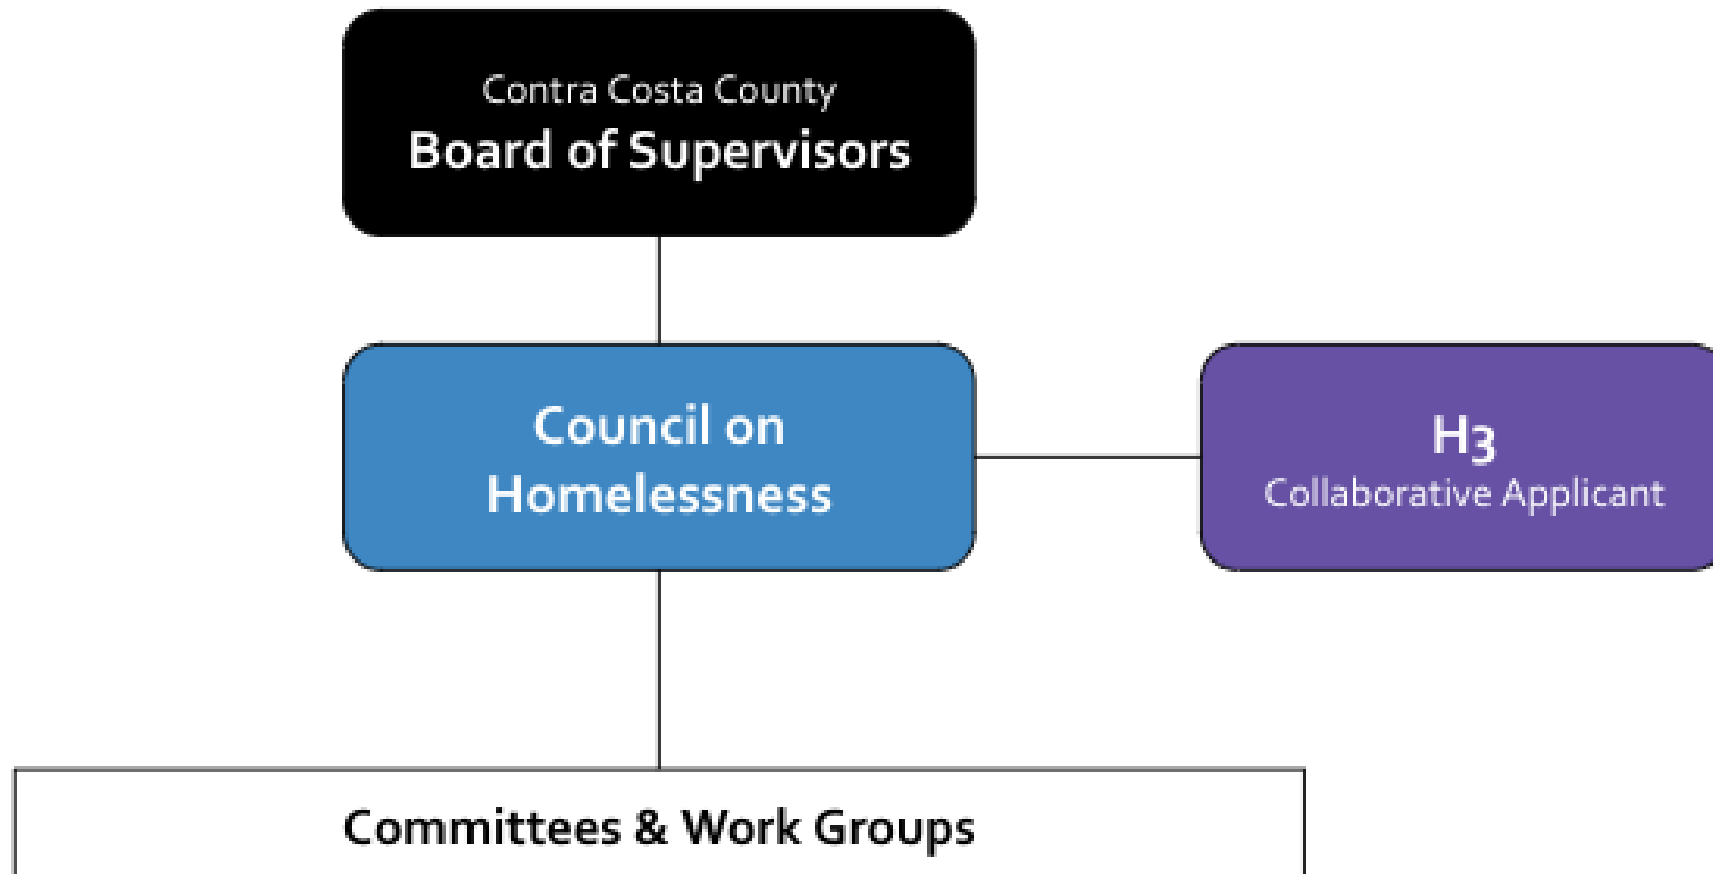 Contra Costa County
Board of Supervisors
Council on
Homelessness
H3
Collaborative Applicant
Committees & Work Groups